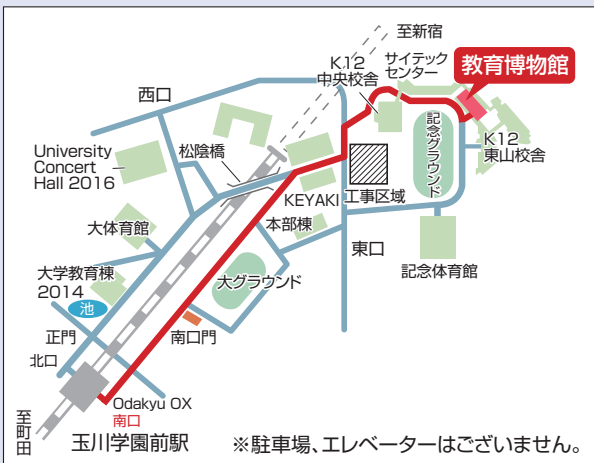 至新宿
K12
中央校舎
サイテック
センター
教育博物館
西口
記念グラウンド
K12
東山校舎
松陰橋
University
Concert
Hall 2016
KEYAKI
工事区域
大体育館
本部棟
東口
記念体育館
大学教育棟
2014
大グラウンド
池
正門
南口門
北口
Odakyu OX
南口
至町田
玉川学園前駅
※駐車場、エレベーターはございません。